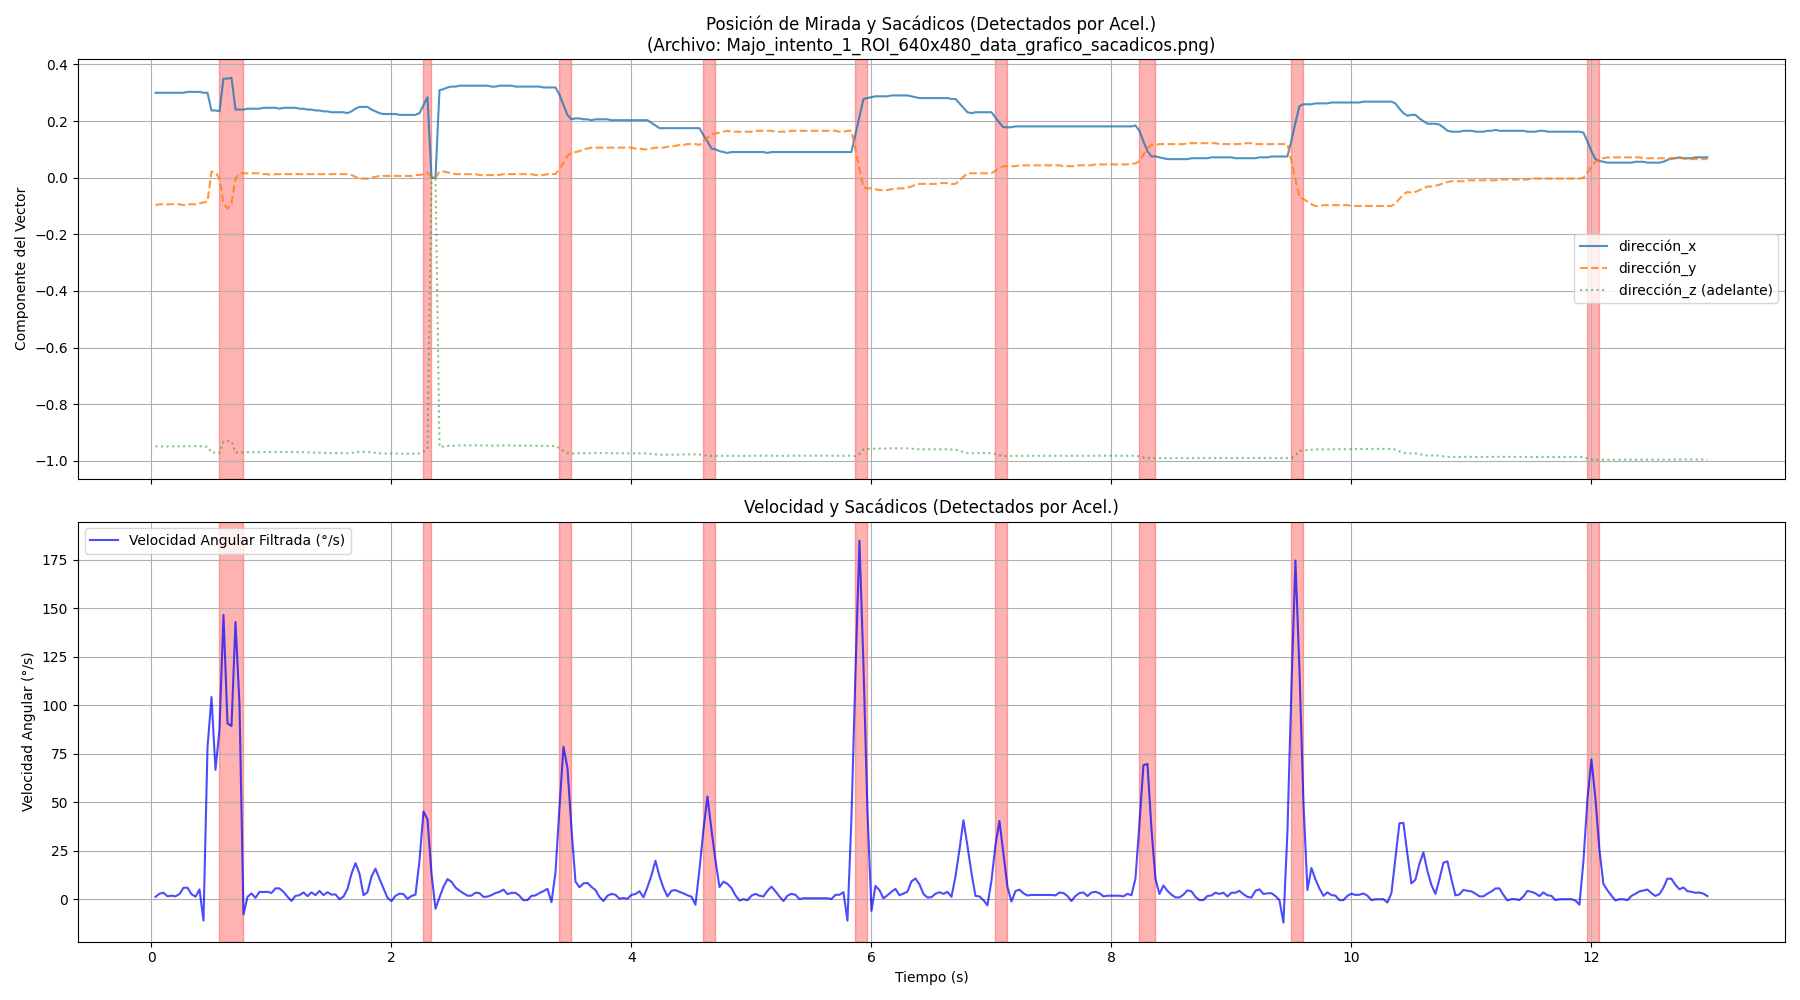 Posición de Mirada y Sacádicos (Detectados por Acel.)
(Archivo: Majo_intento_1_ROI_640x480_data_grafico_sacadicos.png)
Componente del Vector
0.4
0.2
0.0
−0.2
−0.4
−0.6
−0.8
−1.0
dirección_x
dirección_y
dirección_z (adelante)
Velocidad y Sacádicos (Detectados por Acel.)
Velocidad Angular (°/s)
175
150
125
100
75
50
25
0
Velocidad Angular Filtrada (°/s)
0 2 4 6 8 10 12
Tiempo (s)